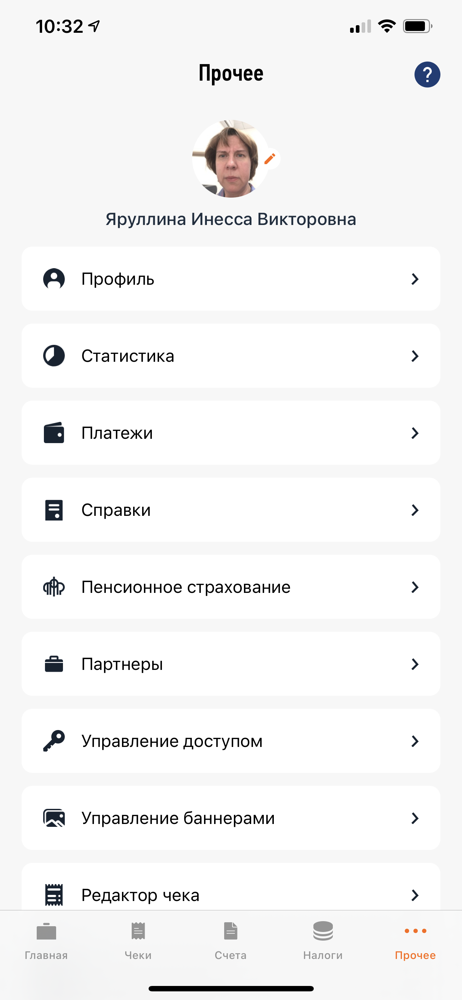 10:32
Прочее
?
Яруллина Инесса Викторовна
Профиль
Статистика
Платежи
Справки
Пенсионное страхование
Партнеры
Управление доступом
Управление баннерами
Редактор чека
Главная
Чеки
Счета
Налоги
Прочее